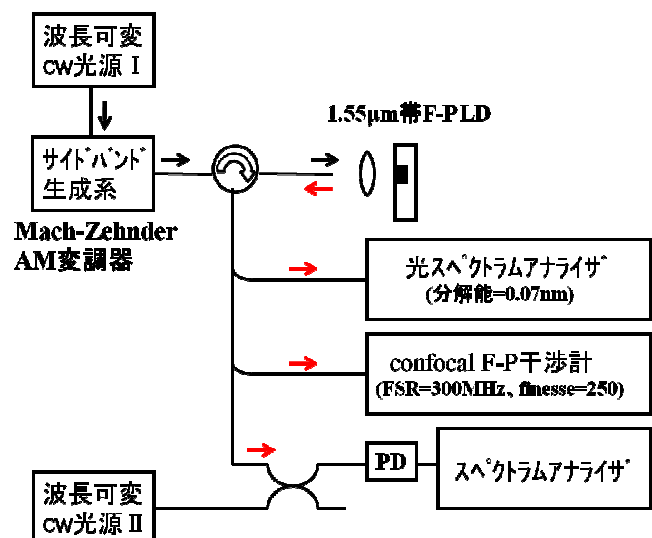 波長可変
cw光源Ⅰ
1.55μm帯F-P LD
サイドバンド
生成系
Mach-Zehnder
AM変調器
光スペクトラムアナライザ
(分解能=0.07nm)
confocal F-P干渉計
(FSR=300MHz、finesse=250)
PD
スペクトラムアナライザ
波長可変
cw光源Ⅱ